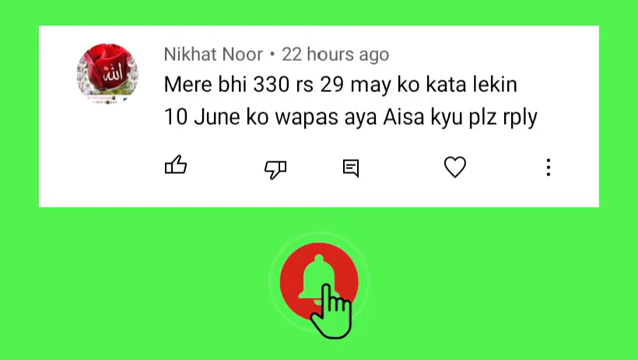 Nikhat Noor • 22 hours ago
Mere bhi 330 rs 29 may ko kata lekin
10 June ko wapas aya Aisa kyu plz rply
الله